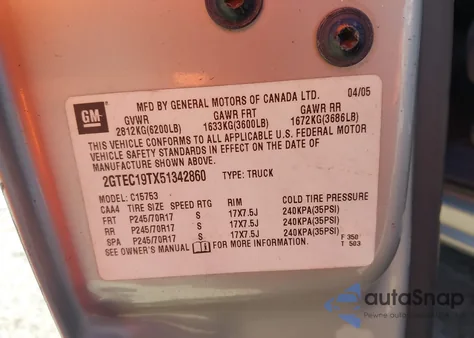 GM
MFD BY GENERAL MOTORS OF CANADA LTD. 04/05
GVWR GAWR FRT GAWR RR
2812KG(6200LB) 1633KG(3600LB) 1672KG(3686LB)
THIS VEHICLE CONFORMS TO ALL APPLICABLE U.S. FEDERAL MOTOR
VEHICLE SAFETY STANDARDS IN EFFECT ON THE DATE OF
MANUFACTURE SHOWN ABOVE.
2GTEC19TX51342860 TYPE: TRUCK
MODEL: C15753
CAA4 TIRE SIZE SPEED RTG RIM COLD TIRE PRESSURE
FRT P245/70R17 S 17X7.5J 240KPA(35PSI)
RR P245/70R17 S 17X7.5J 240KPA(35PSI)
SPA P245/70R17 S 17X7.5J 240KPA(35PSI)
SEE OWNER'S MANUAL FOR MORE INFORMATION. F 350
T 503
autoSnap